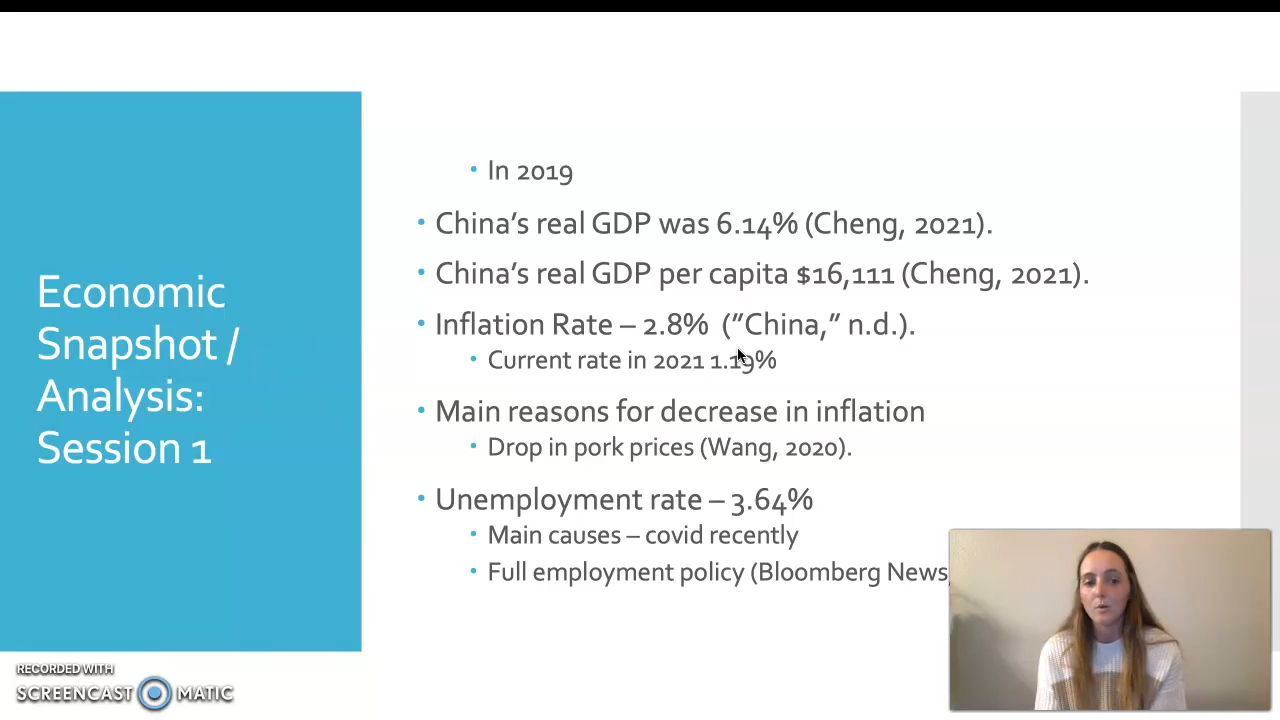 Economic
Snapshot /
Analysis:
Session 1
In 2019
China's real GDP was 6.14% (Cheng, 2021).
China's real GDP per capita $16,111 (Cheng, 2021).
Inflation Rate – 2.8% ("China," n.d.).
Current rate in 2021 1.19%
Main reasons for decrease in inflation
Drop in pork prices (Wang, 2020).
Unemployment rate – 3.64%
Main causes – covid recently
Full employment policy (Bloomberg News,
RECORDED WITH
SCREENCAST MATIC